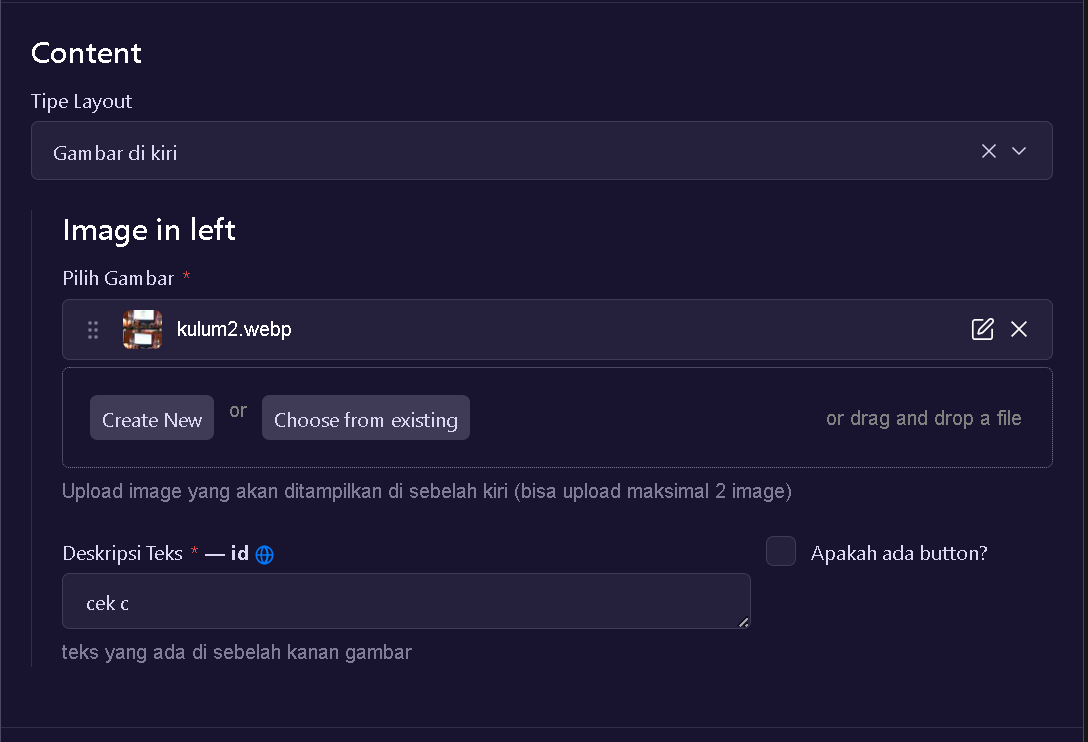 Content
Tipe Layout
Gambar di kiri
Image in left
Pilih Gambar *
kulum2.webp
Create New or Choose from existing or drag and drop a file
Upload image yang akan ditampilkan di sebelah kiri (bisa upload maksimal 2 image)
Deskripsi Teks * — id Apakah ada button?
cek c
teks yang ada di sebelah kanan gambar